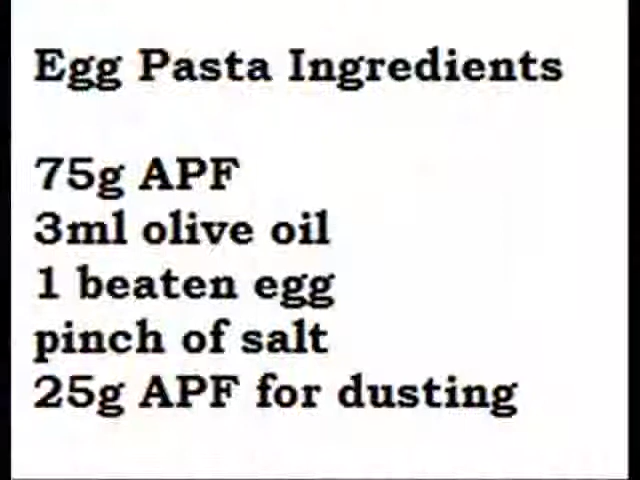 Egg Pasta Ingredients
75g APF
3ml olive oil
1 beaten egg
pinch of salt
25g APF for dusting